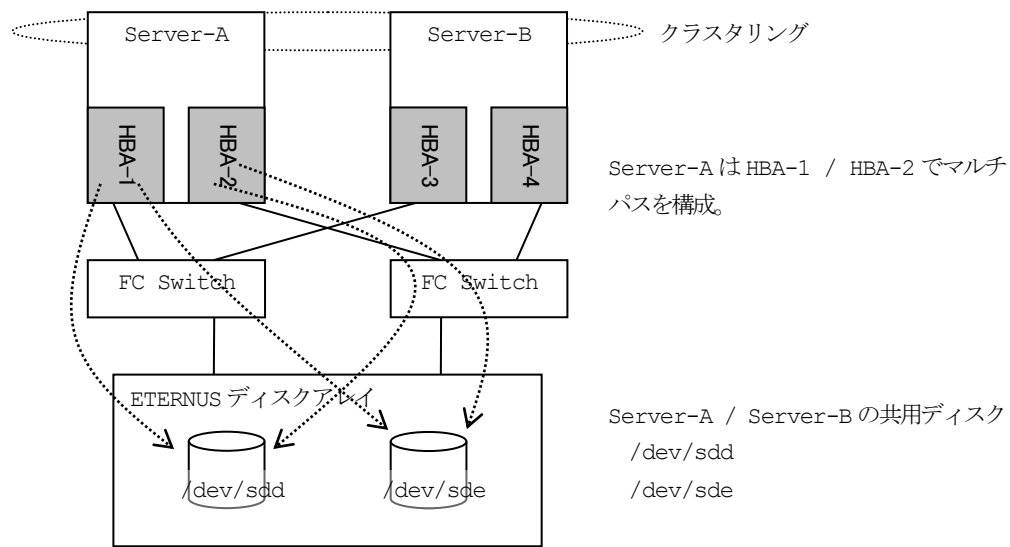 Server-A
Server-B
クラスタリング
HBA-1
HBA-2
HBA-3
HBA-4
Server-A は HBA-1 / HBA-2 でマルチ
パスを構成。
FC Switch
FC Switch
ETERNUS ディスクアレイ
Server-A / Server-B の共用ディスク
/dev/sdd
/dev/sde
/dev/sdd
/dev/sde